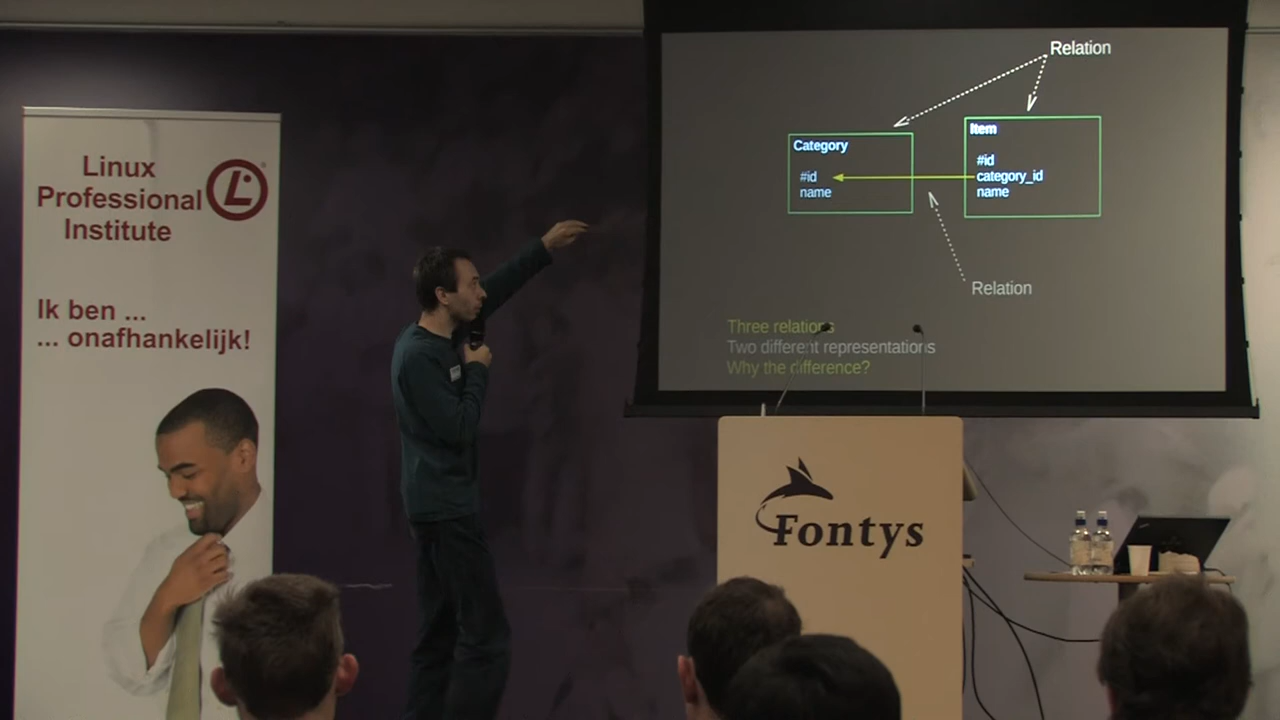 Linux
Professional
Institute
Ik ben ...
... onafhankelijk!
Relation
Category
#id
name
Item
#id
category_id
name
Relation
Three relations
Two different representations
Why the difference?
Fontys